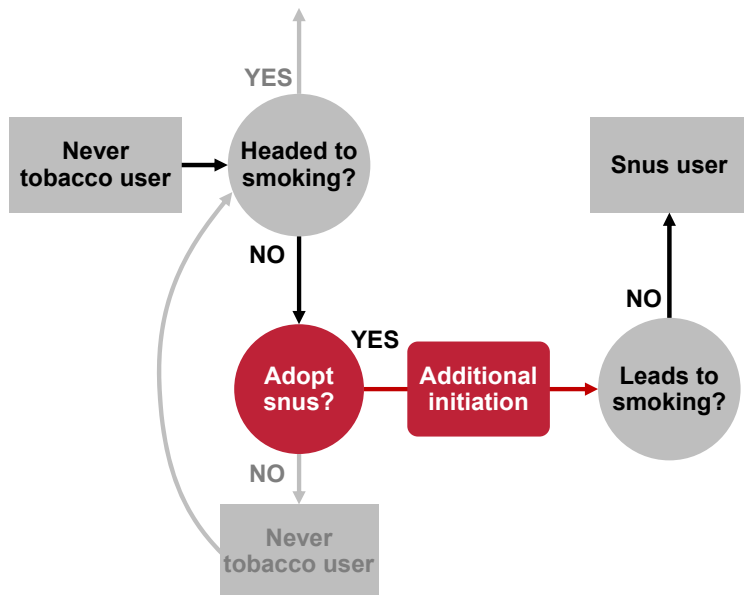 YES
Never
tobacco user
Headed to
smoking?
Snus user
NO
NO
YES
Adopt
snus?
Additional
initiation
Leads to
smoking?
NO
Never
tobacco user